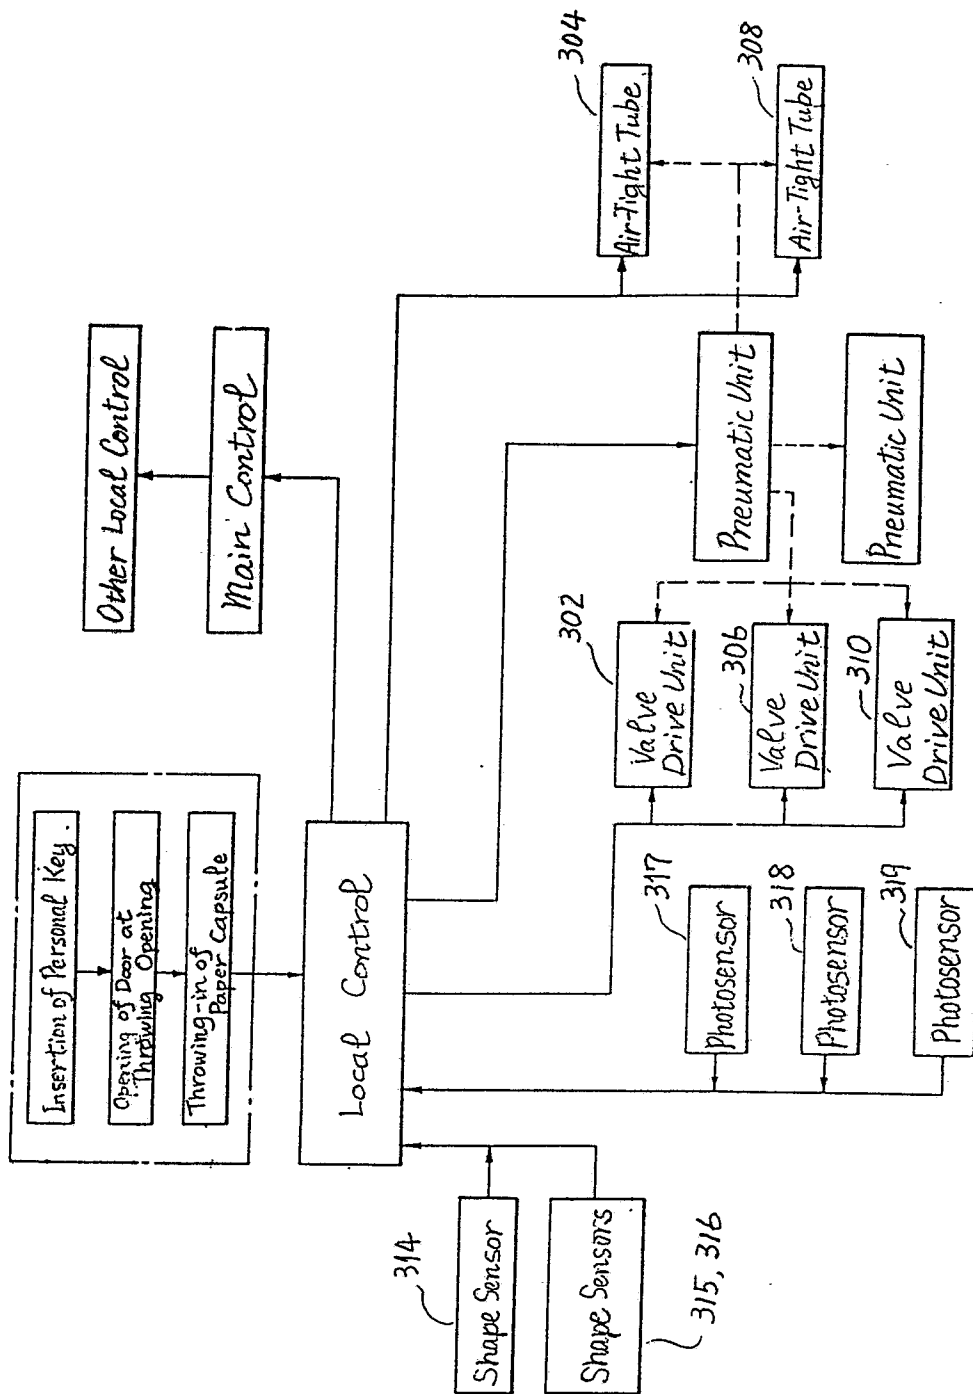 Insertion of Personal Key.
Opening of Door at
Throwing Opening
Throwing-in of
Paper Capsule
Other Local Control
Main Control
Local Control
314
Shape Sensor
Shape Sensors
315, 316
317
Photosensor
318
Photosensor
319
Photosensor
302
Valve
Drive Unit
306
Valve
Drive Unit
310
Valve
Drive Unit
Pneumatic Unit
Pneumatic Unit
304
Air-Tight Tube
308
Air-Tight Tube